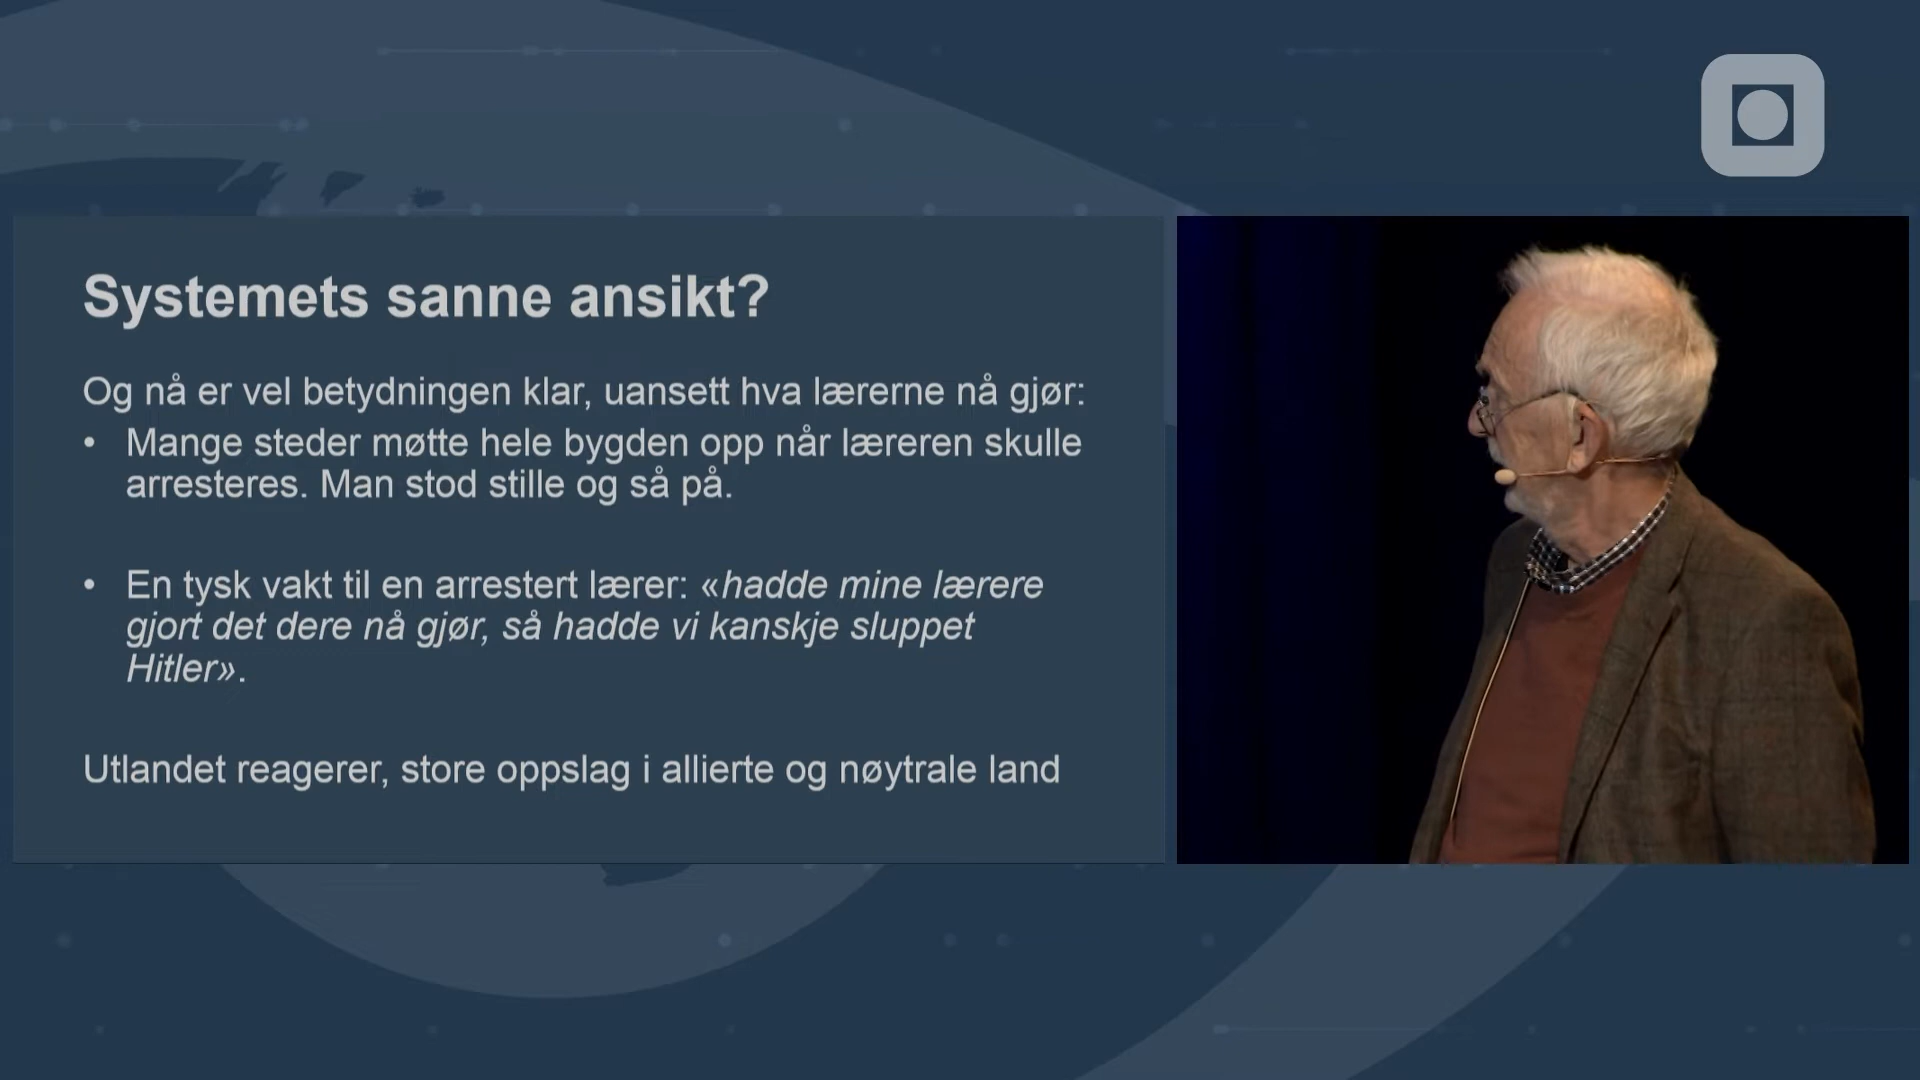 Systemets sanne ansikt?
Og nå er vel betydningen klar, uansett hva lærerne nå gjør:
• Mange steder møtte hele bygden opp når læreren skulle
arresteres. Man stod stille og så på.
• En tysk vakt til en arrestert lærer: «hadde mine lærere
gjort det dere nå gjør, så hadde vi kanskje sluppet
Hitler».
Utlandet reagerer, store oppslag i allierte og nøytrale land